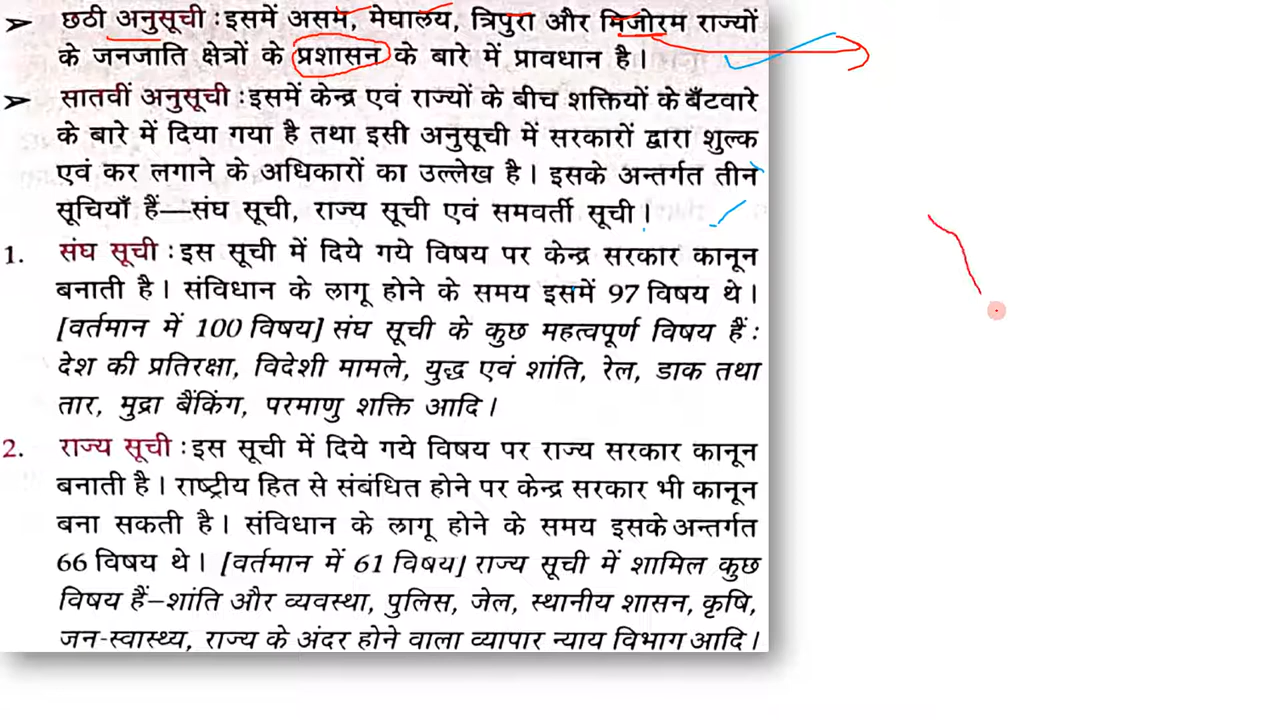 ➤ छठी अनुसूची : इसमें असम, मेघालय, त्रिपुरा और मिजोरम राज्यों
के जनजाति क्षेत्रों के प्रशासन के बारे में प्रावधान है।
➤ सातवीं अनुसूची : इसमें केन्द्र एवं राज्यों के बीच शक्तियों के बँटवारे
के बारे में दिया गया है तथा इसी अनुसूची में सरकारों द्वारा शुल्क
एवं कर लगाने के अधिकारों का उल्लेख है। इसके अन्तर्गत तीन
सूचियाँ हैं—संघ सूची, राज्य सूची एवं समवर्ती सूची।
1. संघ सूची : इस सूची में दिये गये विषय पर केन्द्र सरकार कानून
बनाती है। संविधान के लागू होने के समय इसमें 97 विषय थे।
[वर्तमान में 100 विषय] संघ सूची के कुछ महत्वपूर्ण विषय हैं :
देश की प्रतिरक्षा, विदेशी मामले, युद्ध एवं शांति, रेल, डाक तथा
तार, मुद्रा बैंकिंग, परमाणु शक्ति आदि।
2. राज्य सूची : इस सूची में दिये गये विषय पर राज्य सरकार कानून
बनाती है। राष्ट्रीय हित से संबंधित होने पर केन्द्र सरकार भी कानून
बना सकती है। संविधान के लागू होने के समय इसके अन्तर्गत
66 विषय थे। [वर्तमान में 61 विषय] राज्य सूची में शामिल कुछ
विषय हैं–शांति और व्यवस्था, पुलिस, जेल, स्थानीय शासन, कृषि,
जन-स्वास्थ्य, राज्य के अंदर होने वाला व्यापार न्याय विभाग आदि।